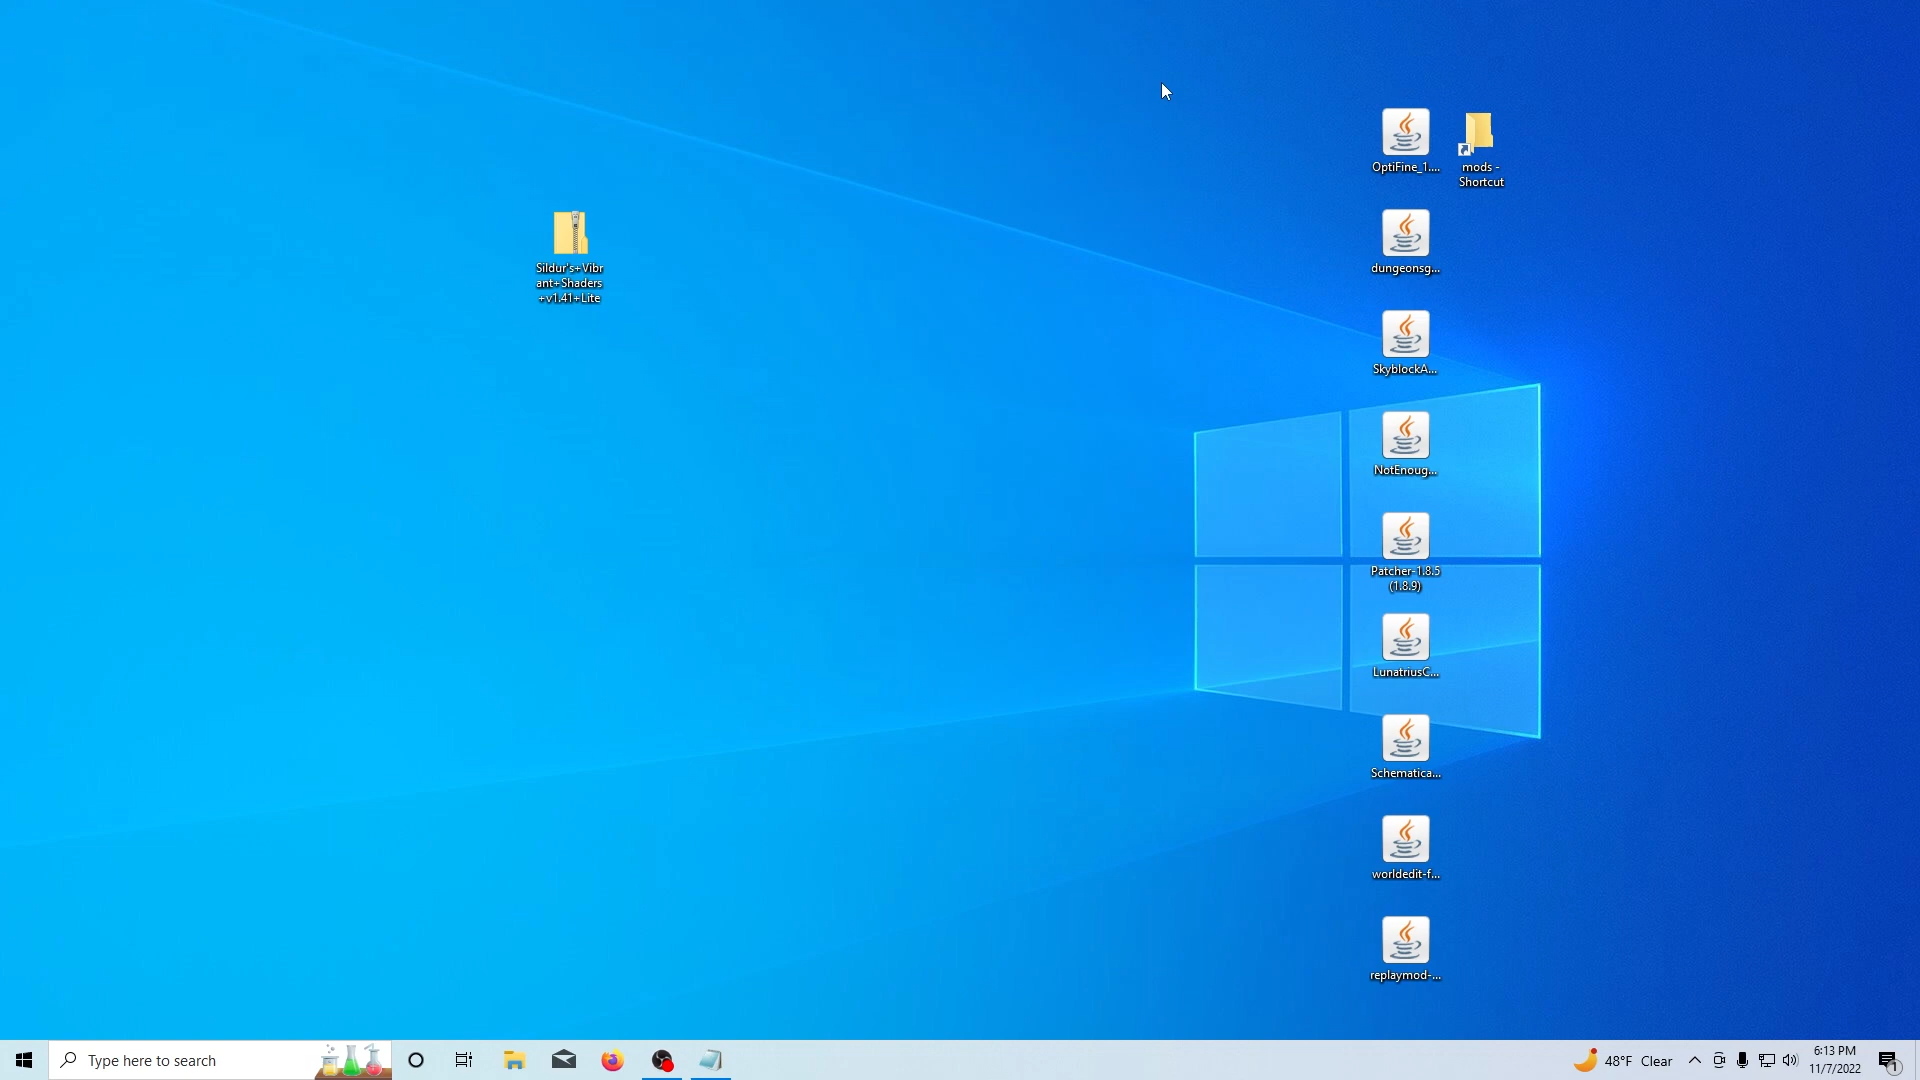 OptiFine_1....
mods -
Shortcut
Sildur's+Vibr
ant+Shaders
+v1.41+Lite
dungeonsg...
SkyblockA...
NotEnoug...
Patcher-1.8.5
(1.8.9)
LunatriusC...
Schematica...
worldedit-f...
replaymod-...
Type here to search
48°F Clear
6:13 PM
11/7/2022
1